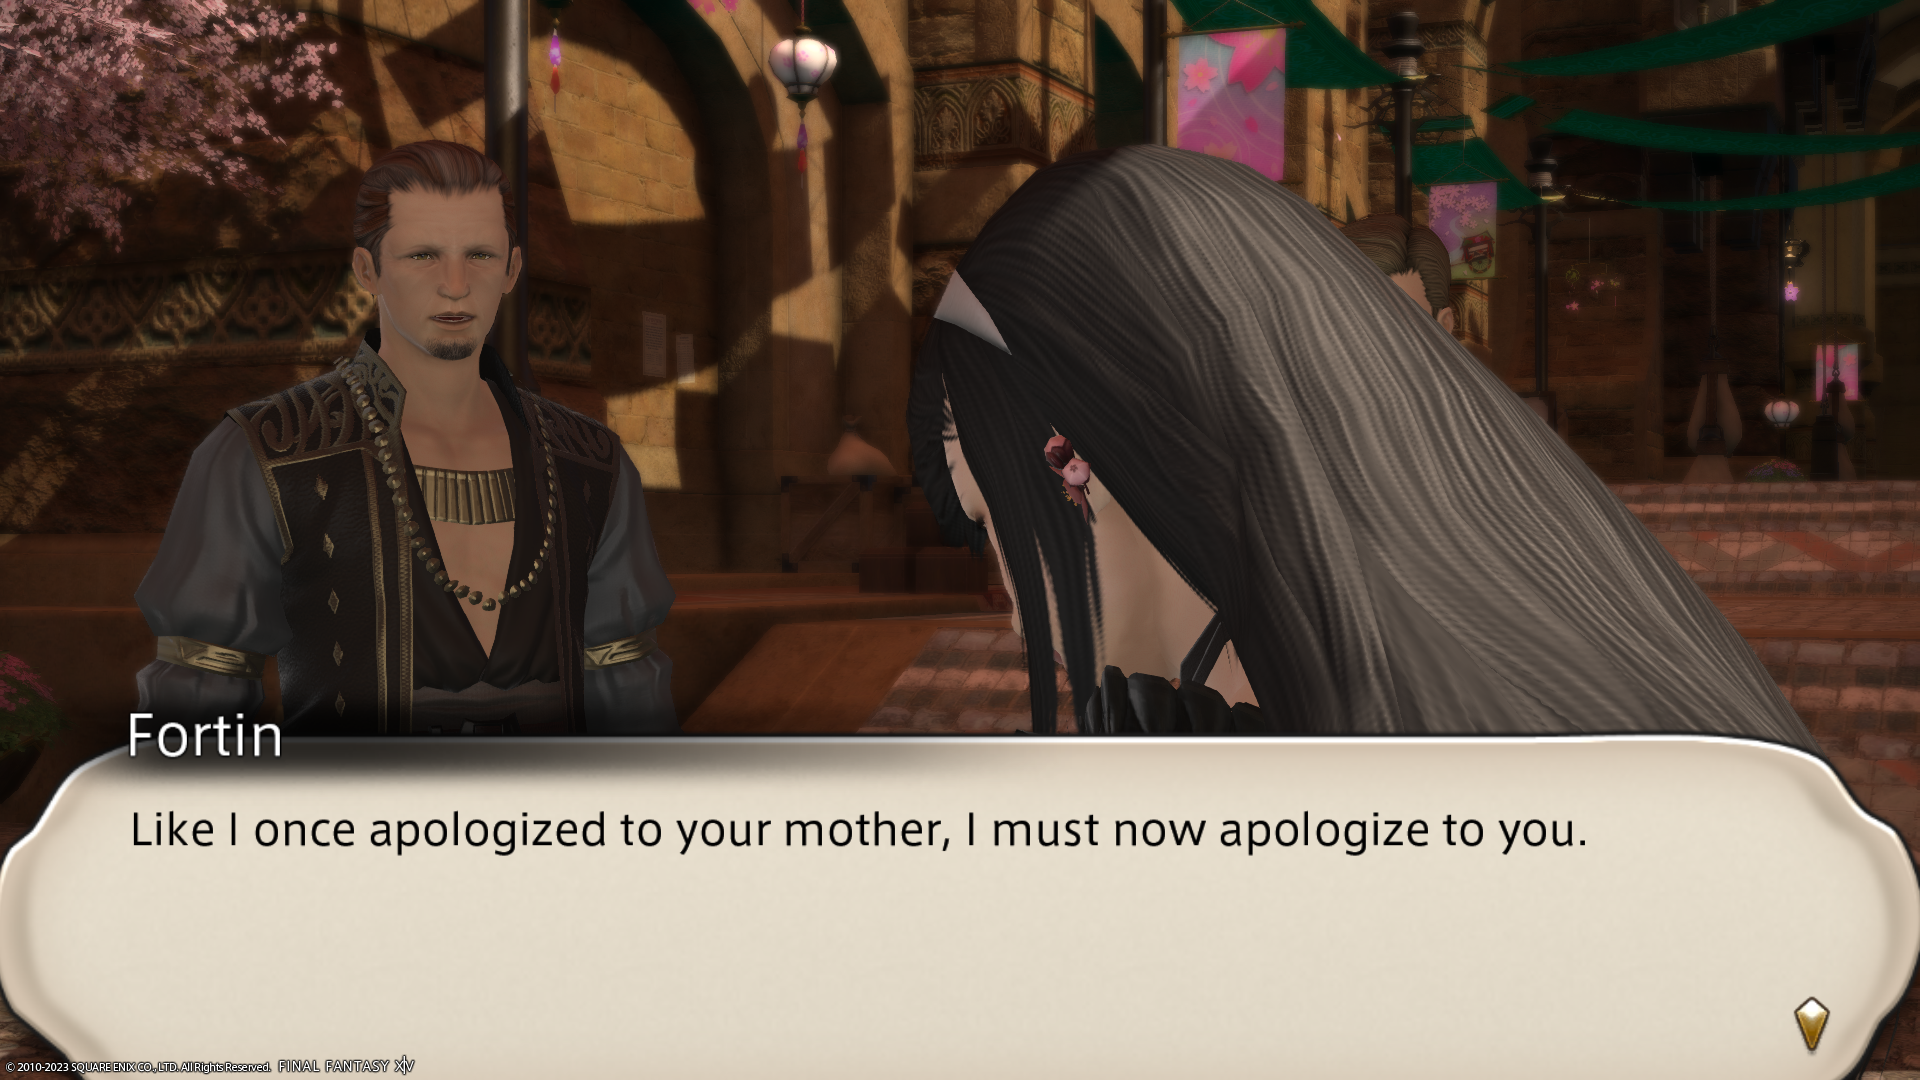 Fortin
Like I once apologized to your mother, I must now apologize to you.
© 2010-2023 SQUARE ENIX CO., LTD. All Rights Reserved. FINAL FANTASY XIV